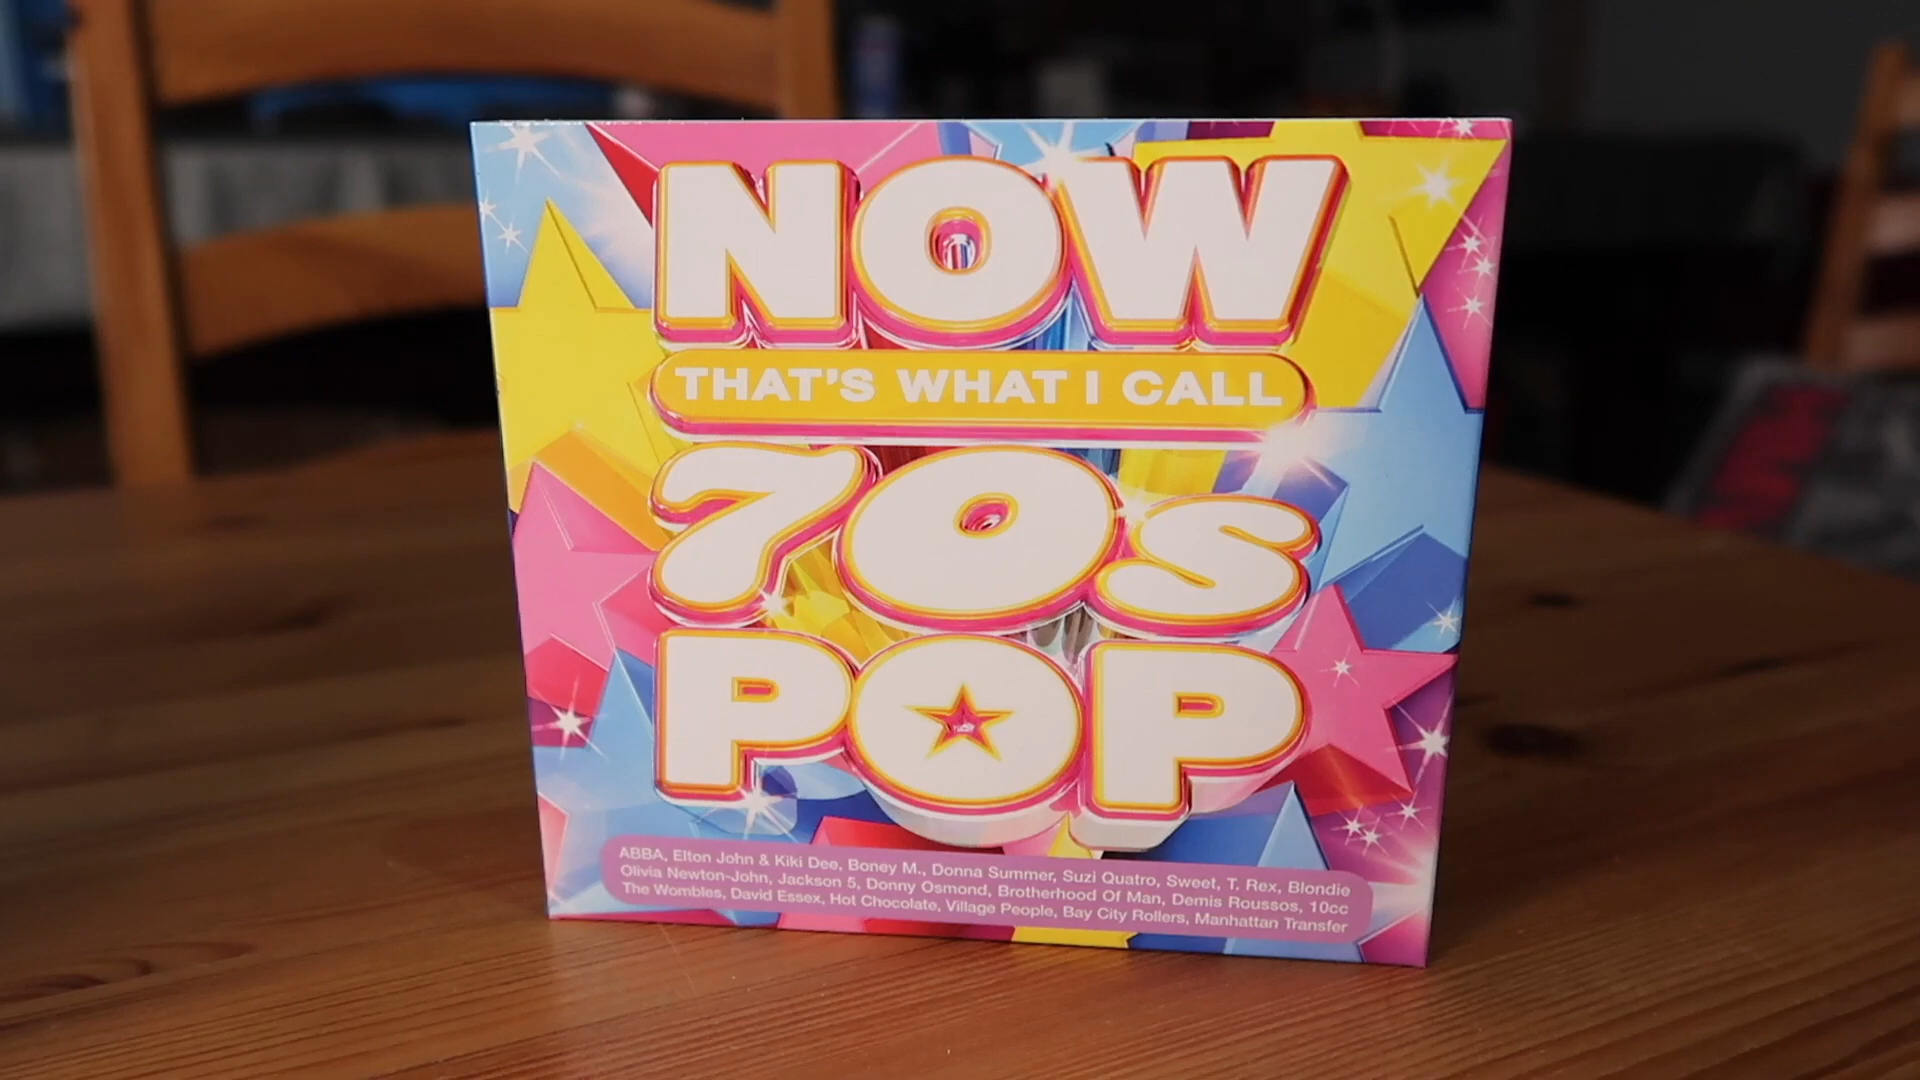 NOW
THAT'S WHAT I CALL
70s
POP
ABBA, Elton John & Kiki Dee, Boney M., Donna Summer, Suzi Quatro, Sweet, T. Rex, Blondie
Olivia Newton-John, Jackson 5, Donny Osmond, Brotherhood Of Man, Demis Roussos, 10cc
The Wombles, David Essex, Hot Chocolate, Village People, Bay City Rollers, Manhattan Transfer